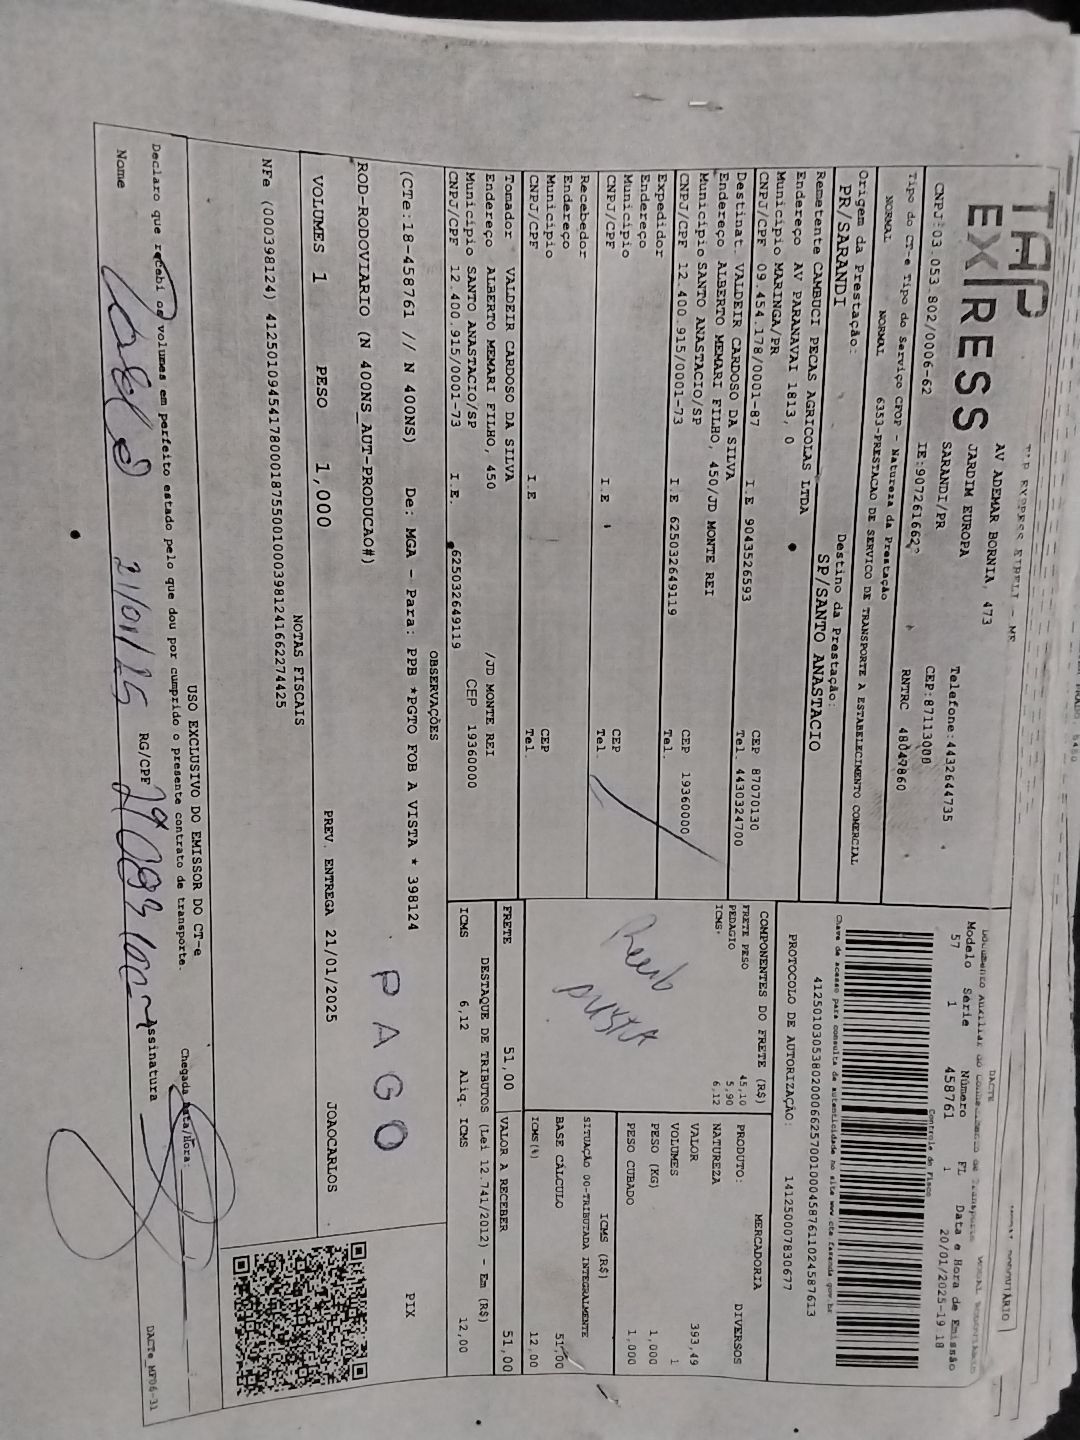 TAP EXPRESS
TAP EXPRESS EIRELI - ME
AV ADEMAR BORNIA, 473
JARDIM EUROPA
SARANDI/PR
Telefone:4432644735
CEP:87113000
CNPJ:03.053.802/0006-62
RNTRC 48047860
Tipo do CT-e Tipo do Serviço CFOP - Natureza da Prestação
NORMAL NORMAL 6353-PRESTACAO DE SERVICO DE TRANSPORTE A ESTABELECIMENTO COMERCIAL
Origem da Prestação: Destino da Prestação:
PR/SARANDI SP/SANTO ANASTACIO
Remetente CAMBUCI PECAS AGRICOLAS LTDA
Endereço AV PARANAVAI 1813, 0
Município MARINGA/PR CEP 87070130
CNPJ/CPF 09.454.178/0001-87 I.E 9043526593 Tel. 4430324700
Destinat. VALDEIR CARDOSO DA SILVA
Endereço ALBERTO MEMARI FILHO, 450/JD MONTE REI
Município SANTO ANASTACIO/SP CEP 19360000
CNPJ/CPF 12.400.915/0001-73 I.E 625032649119 Tel.
Expedidor
Endereço
Município CEP
CNPJ/CPF I.E Tel.
Recebedor
Endereço
Município CEP
CNPJ/CPF I.E Tel.
Tomador VALDEIR CARDOSO DA SILVA
Endereço ALBERTO MEMARI FILHO, 450 /JD MONTE REI
Município SANTO ANASTACIO/SP CEP 19360000
CNPJ/CPF 12.400.915/0001-73 I.E 625032649119
DACTE
Documento Auxiliar do Conhecimento de Transporte
Modelo Série Número FL Data e Hora de Emissão
57 1 458761 1 20/01/2025-19 18
Controle do Fisco
Chave de acesso para consulta de autenticidade no site www.cte.fazenda.gov.br
41250103053802000662570010004587611024587613
PROTOCOLO DE AUTORIZAÇÃO: 141250007830677
COMPONENTES DO FRETE (R$)
FRETE PESO 45,10
PEDAGIO 5,90
ICMS· 6,12
MERCADORIA
PRODUTO: DIVERSOS
NATUREZA
VALOR 393,49
VOLUMES 1
PESO (KG) 1,000
PESO CUBADO 1,000
ICMS (R$)
SITUAÇÃO 00-TRIBUTADA INTEGRALMENTE
BASE CÁLCULO 51,00
ICMS(%) 12,00
FRETE 51,00 VALOR A RECEBER 51,00
DESTAQUE DE TRIBUTOS (Lei 12.741/2012) - Em (R$)
ICMS 6,12 Aliq. ICMS 12,00
OBSERVAÇÕES
(CTe:18-458761 // N 400NS) De: MGA - Para: PPB *PGTO FOB A VISTA * 398124
PAGO
PIX
ROD-RODOVIARIO (N 400NS_AUT-PRODUCAO#)
VOLUMES 1 PESO 1,000 PREV. ENTREGA 21/01/2025 JOAOCARLOS
NOTAS FISCAIS
NFe (000398124) 41250109454178000187550010003981241662274425
USO EXCLUSIVO DO EMISSOR DO CT-e
Declaro que recebi os volumes em perfeito estado pelo que dou por cumprido o presente contrato de transporte.
Chegada Data/Hora:
Nome RG/CPF Assinatura
DACTe MF06-31